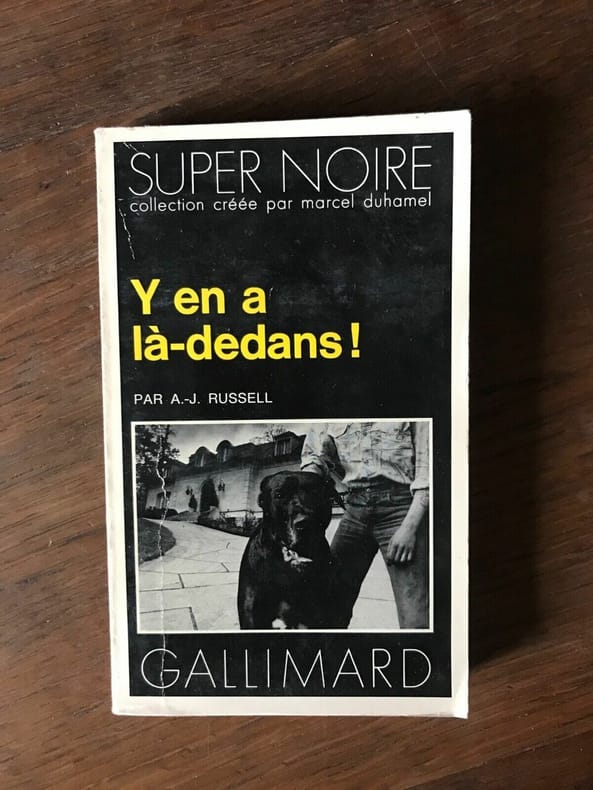 SUPER NOIRE
collection créée par marcel duhamel
Y en a
là-dedans !
PAR A.-J. RUSSELL
GALLIMARD